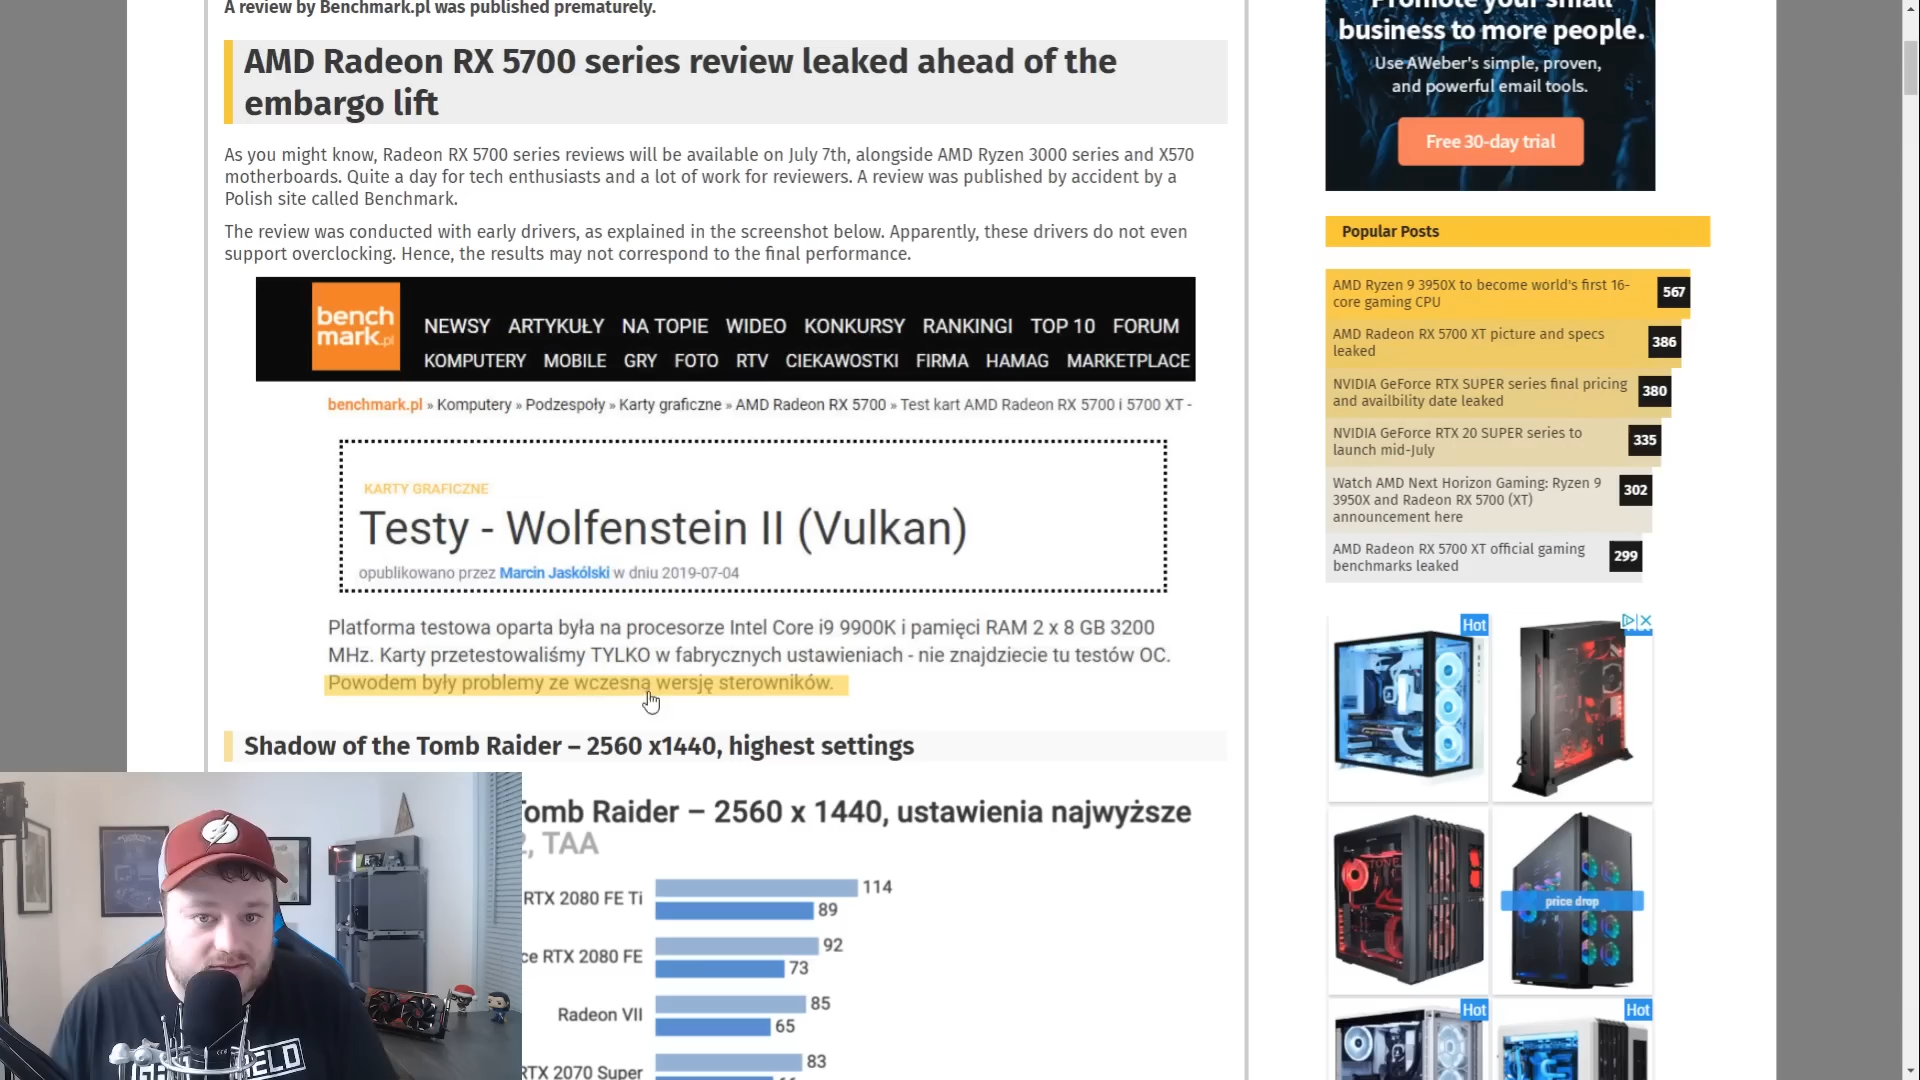 A review by Benchmark.pl was published prematurely.
AMD Radeon RX 5700 series review leaked ahead of the
embargo lift
As you might know, Radeon RX 5700 series reviews will be available on July 7th, alongside AMD Ryzen 3000 series and X570
motherboards. Quite a day for tech enthusiasts and a lot of work for reviewers. A review was published by accident by a
Polish site called Benchmark.
The review was conducted with early drivers, as explained in the screenshot below. Apparently, these drivers do not even
support overclocking. Hence, the results may not correspond to the final performance.
bench
mark.pl
NEWSY ARTYKUŁY NA TOPIE WIDEO KONKURSY RANKINGI TOP 10 FORUM
KOMPUTERY MOBILE GRY FOTO RTV CIEKAWOSTKI FIRMA HAMAG MARKETPLACE
benchmark.pl » Komputery » Podzespoły » Karty graficzne » AMD Radeon RX 5700 » Test kart AMD Radeon RX 5700 i 5700 XT -
KARTY GRAFICZNE
Testy - Wolfenstein II (Vulkan)
opublikowano przez Marcin Jaskólski w dniu 2019-07-04
Platforma testowa oparta była na procesorze Intel Core i9 9900K i pamięci RAM 2 x 8 GB 3200
MHz. Karty przetestowaliśmy TYLKO w fabrycznych ustawieniach - nie znajdziecie tu testów OC.
Powodem były problemy ze wczesną wersję sterowników.
Shadow of the Tomb Raider – 2560 x1440, highest settings
Tomb Raider – 2560 x 1440, ustawienia najwyższe
, TAA
RTX 2080 FE Ti
114
89
ce RTX 2080 FE
92
73
Radeon VII
85
65
RTX 2070 Super
83
Promote your small
business to more people.
Use AWeber's simple, proven,
and powerful email tools.
Free 30-day trial
Popular Posts
AMD Ryzen 9 3950X to become world's first 16-
core gaming CPU
567
AMD Radeon RX 5700 XT picture and specs
leaked
386
NVIDIA GeForce RTX SUPER series final pricing
and availbility date leaked
380
NVIDIA GeForce RTX 20 SUPER series to
launch mid-July
335
Watch AMD Next Horizon Gaming: Ryzen 9
3950X and Radeon RX 5700 (XT)
announcement here
302
AMD Radeon RX 5700 XT official gaming
benchmarks leaked
299
Hot
price drop
Hot
Hot